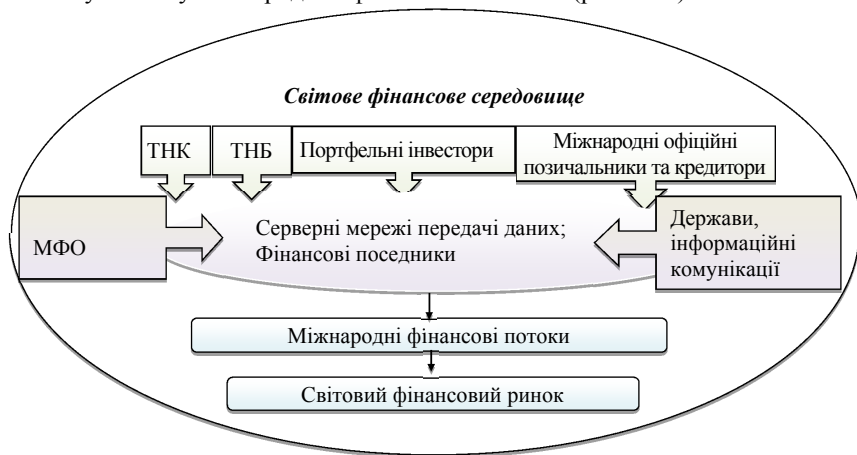 Світове фінансове середовище
ТНК
ТНБ
Портфельні інвестори
Міжнародні офіційні
позичальники та кредитори
МФО
Серверні мережі передачі даних;
Фінансові поседники
Держави,
інформаційні
комунікації
Міжнародні фінансові потоки
Світовий фінансовий ринок